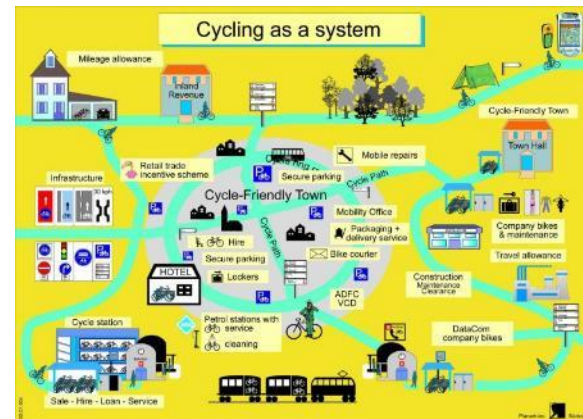 Cycling as a system
Mileage allowance
Inland
Revenue
Cycle-Friendly Town
Town Hall
Retail trade
incentive scheme
Secure parking
Mobile repairs
Cycle Path
Infrastructure
30 kph
Cycle-Friendly Town
Mobility Office
Company bikes
& maintenance
Hire
Cycle
Path
Packaging +
delivery service
Travel allowance
Secure parking
Bike courier
HOTEL
Lockers
Construction
Maintenance
Clearance
ADFC
VCD
Petrol stations with
service
cleaning
Cycle station
DataCom
company bikes
Sale - Hire - Loan - Service